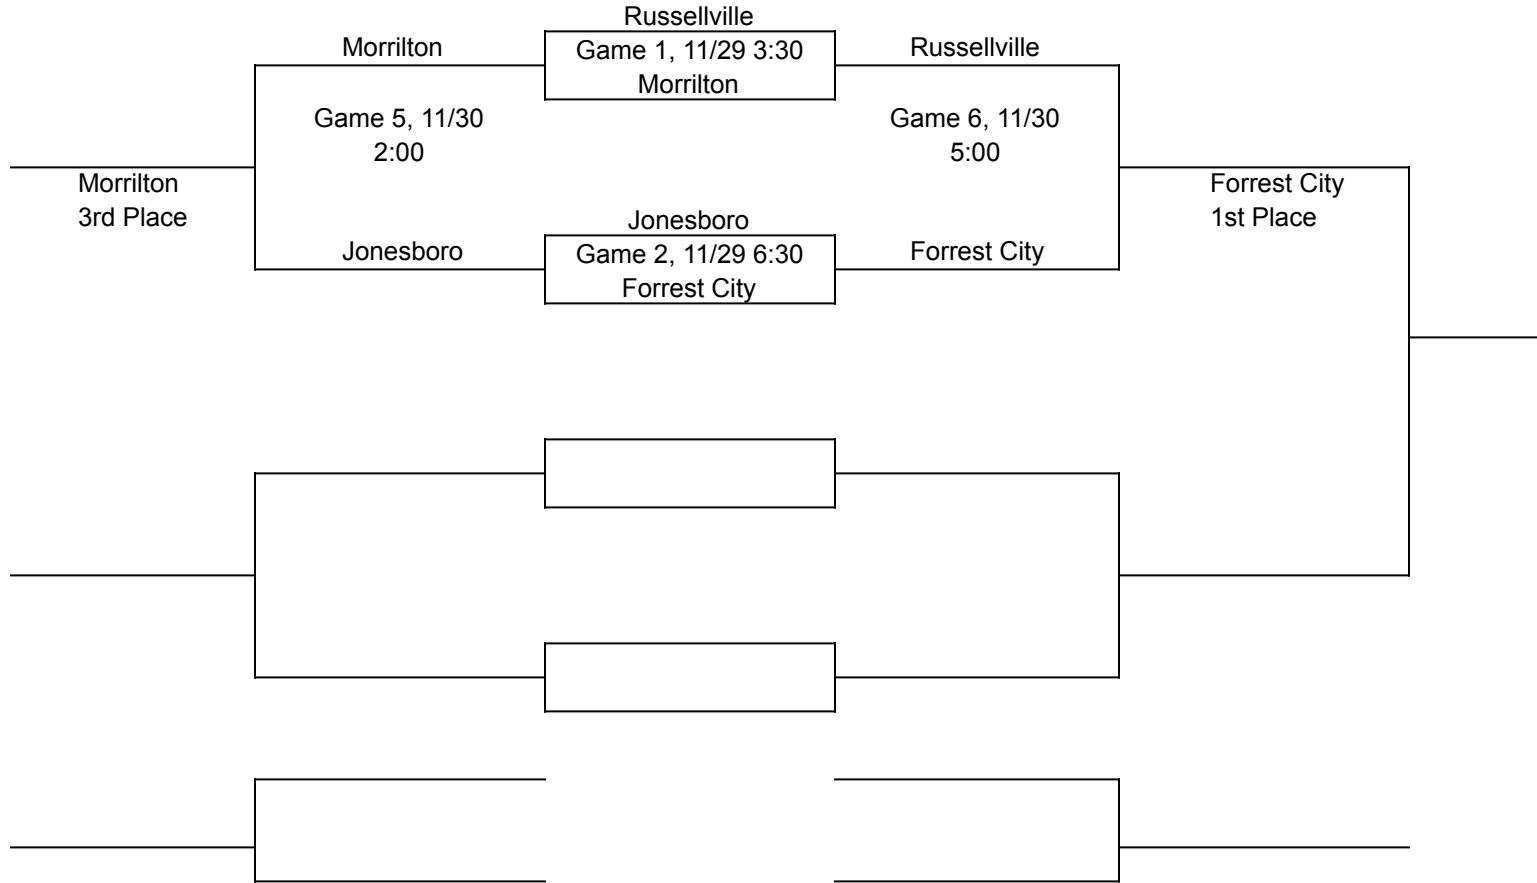 Russellville
Morrilton
Game 1, 11/29 3:30
Russellville
Morrilton
Game 5, 11/30
2:00
Game 6, 11/30
5:00
Morrilton
3rd Place
Forrest City
1st Place
Jonesboro
Jonesboro
Game 2, 11/29 6:30
Forrest City
Forrest City